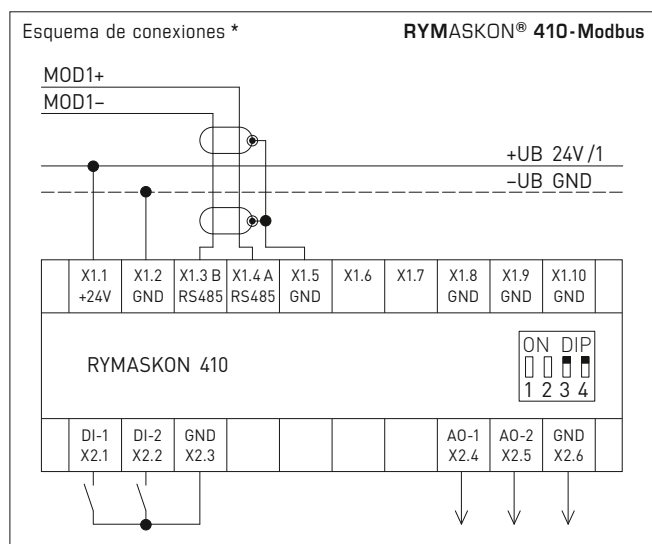 Esquema de conexiones * RYMASKON® 410-Modbus
MOD1+
MOD1–
+UB 24V/1
–UB GND
X1.1 X1.2 X1.3 B X1.4 A X1.5 X1.6 X1.7 X1.8 X1.9 X1.10
+24V GND RS485 RS485 GND GND GND GND
ON DIP
RYMASKON 410
1 2 3 4
DI-1 DI-2 GND AO-1 AO-2 GND
X2.1 X2.2 X2.3 X2.4 X2.5 X2.6